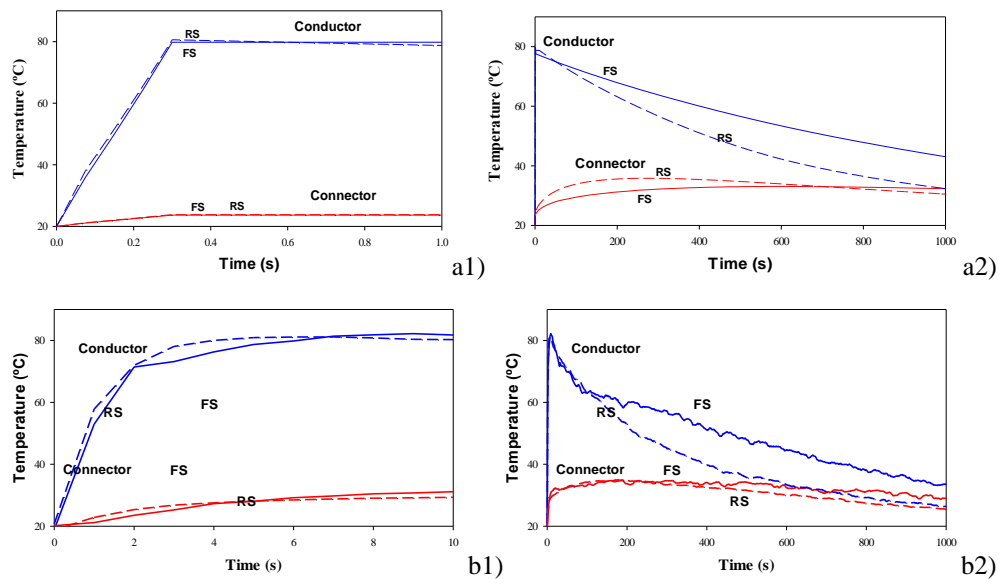 Conductor
RS
FS
Connector
FS RS
Temperature (ºC)
80
60
40
20
0.0 0.2 0.4 0.6 0.8 1.0
Time (s)
a1)
Conductor
FS
RS
Connector
RS
FS
Temperature (ºC)
80
60
40
20
0 200 400 600 800 1000
Time (s)
a2)
Conductor
RS
FS
Connector
FS
RS
Temperature (ºC)
80
60
40
20
0 2 4 6 8 10
Time (s)
b1)
Conductor
RS
FS
Connector
FS
RS
Temperature (ºC)
80
60
40
20
0 200 400 600 800 1000
Time (s)
b2)